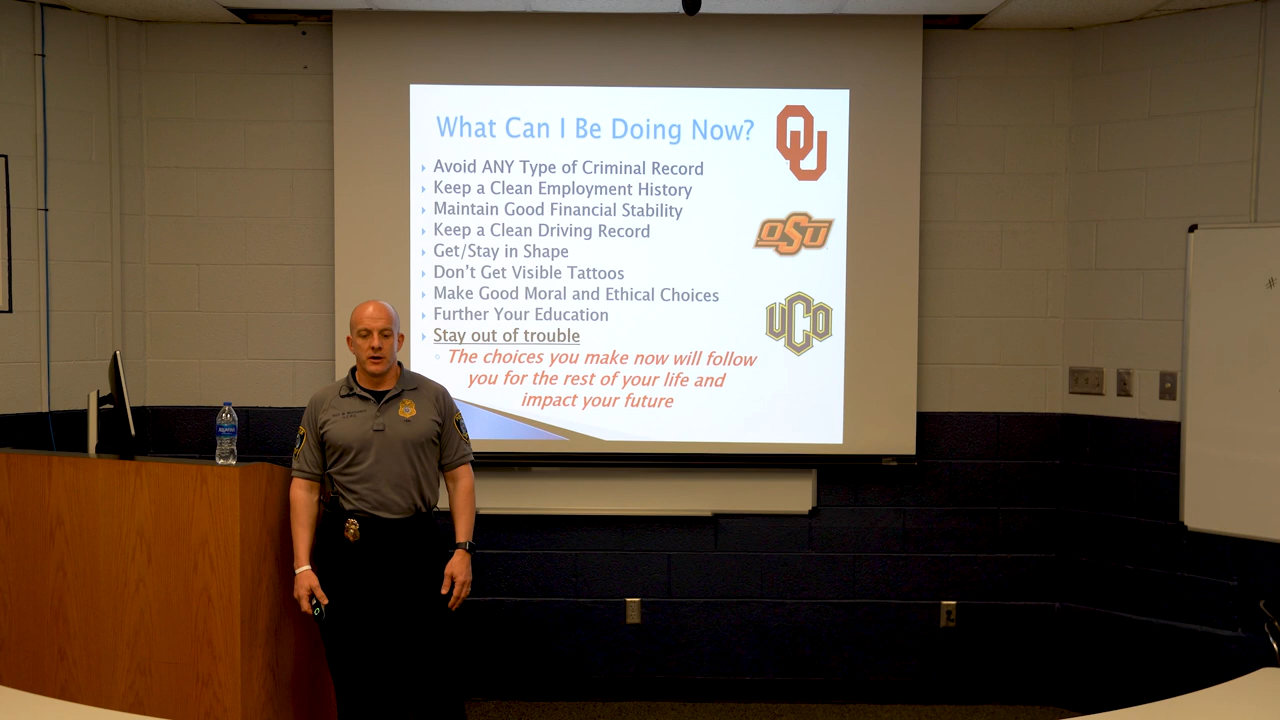 What Can I Be Doing Now?
Avoid ANY Type of Criminal Record
Keep a Clean Employment History
Maintain Good Financial Stability
Keep a Clean Driving Record
Get/Stay in Shape
Don't Get Visible Tattoos
Make Good Moral and Ethical Choices
Further Your Education
Stay out of trouble
The choices you make now will follow
you for the rest of your life and
impact your future
OU
OSU
UCO